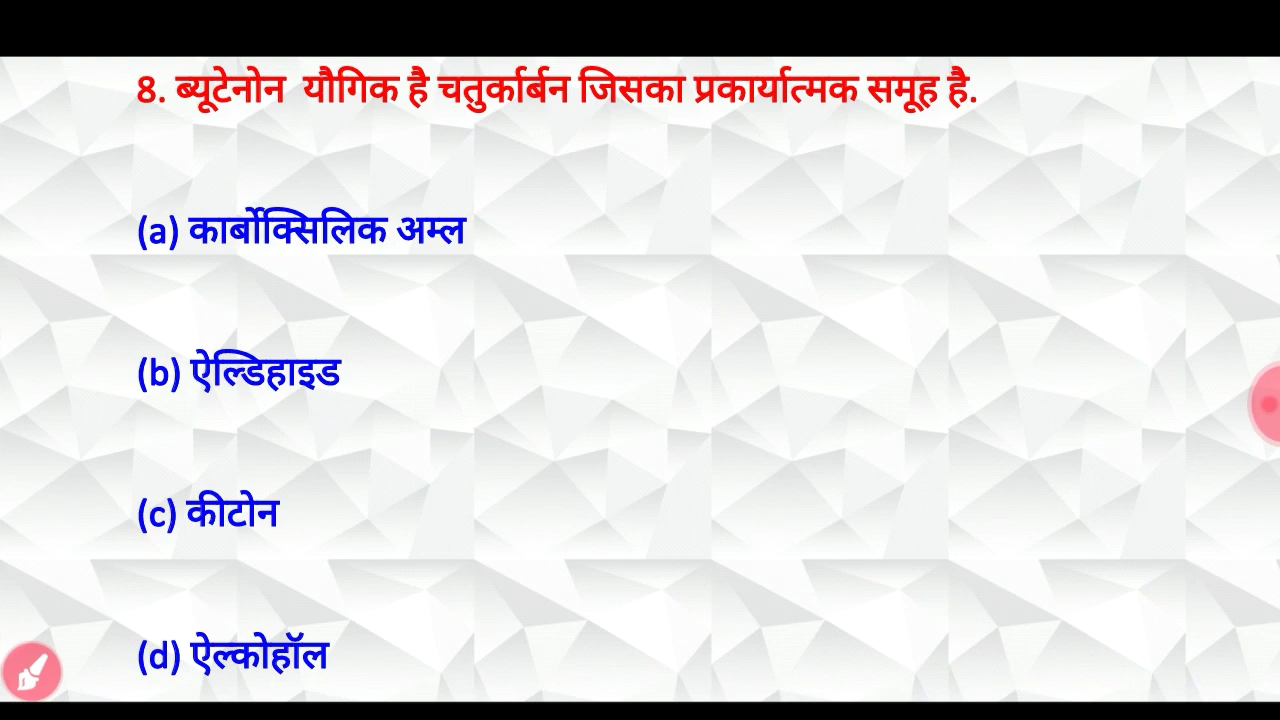 8. ब्यूटेनोन यौगिक है चतुर्कार्बन जिसका प्रकार्यात्मक समूह है.
(a) कार्बोक्सिलिक अम्ल
(b) ऐल्डिहाइड
(c) कीटोन
(d) ऐल्कोहॉल